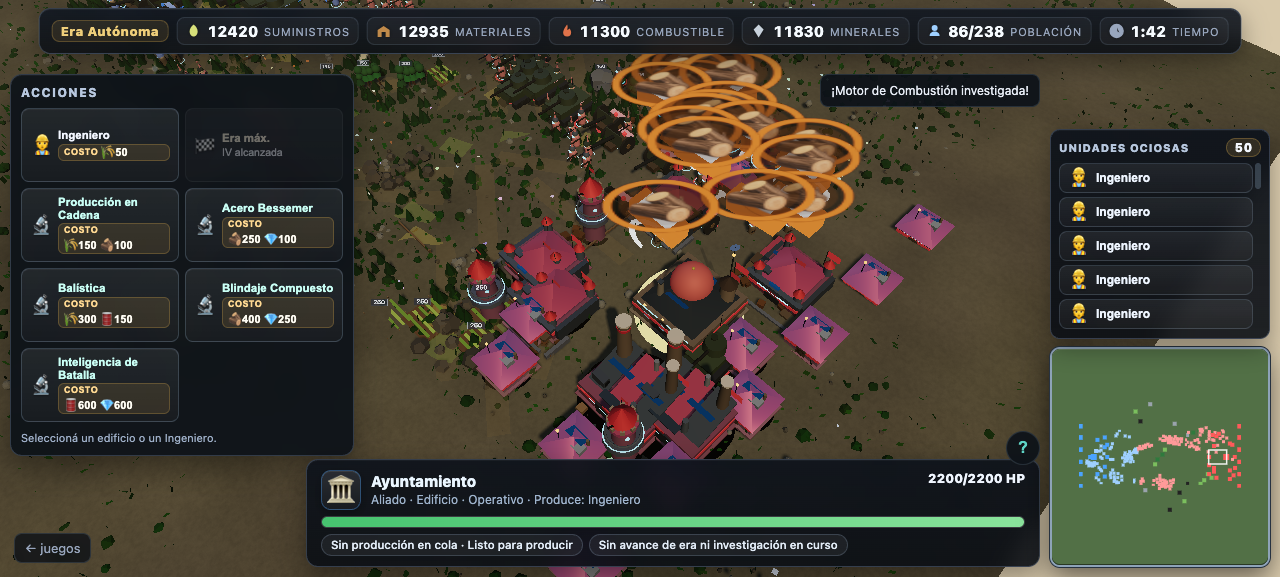 Era Autónoma 12420 SUMINISTROS 12935 MATERIALES 11300 COMBUSTIBLE 11830 MINERALES 86/238 POBLACIÓN 1:42 TIEMPO
ACCIONES
Ingeniero
COSTO 50
Era máx.
IV alcanzada
Producción en
Cadena
COSTO
150 100
Acero Bessemer
COSTO
250 100
Balística
COSTO
300 150
Blindaje Compuesto
COSTO
400 250
Inteligencia de
Batalla
COSTO
600 600
Seleccioná un edificio o un Ingeniero.
250
250
250
250
¡Motor de Combustión investigada!
UNIDADES OCIOSAS 50
Ingeniero
Ingeniero
Ingeniero
Ingeniero
Ingeniero
?
Ayuntamiento 2200/2200 HP
Aliado · Edificio · Operativo · Produce: Ingeniero
Sin producción en cola · Listo para producir
Sin avance de era ni investigación en curso
← juegos